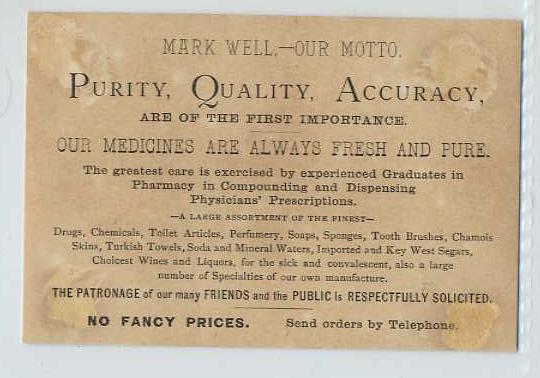 MARK WELL,—OUR MOTTO.
PURITY, QUALITY, ACCURACY,
ARE OF THE FIRST IMPORTANCE.
OUR MEDICINES ARE ALWAYS FRESH AND PURE.
The greatest care is exercised by experienced Graduates in
Pharmacy in Compounding and Dispensing
Physicians' Prescriptions.
—A LARGE ASSORTMENT OF THE FINEST—
Drugs, Chemicals, Toilet Articles, Perfumery, Soaps, Sponges, Tooth Brushes, Chamois
Skins, Turkish Towels, Soda and Mineral Waters, Imported and Key West Segars,
Choicest Wines and Liquors, for the sick and convalescent, also a large
number of Specialties of our own manufacture.
THE PATRONAGE of our many FRIENDS and the PUBLIC is RESPECTFULLY SOLICITED.
NO FANCY PRICES. Send orders by Telephone.